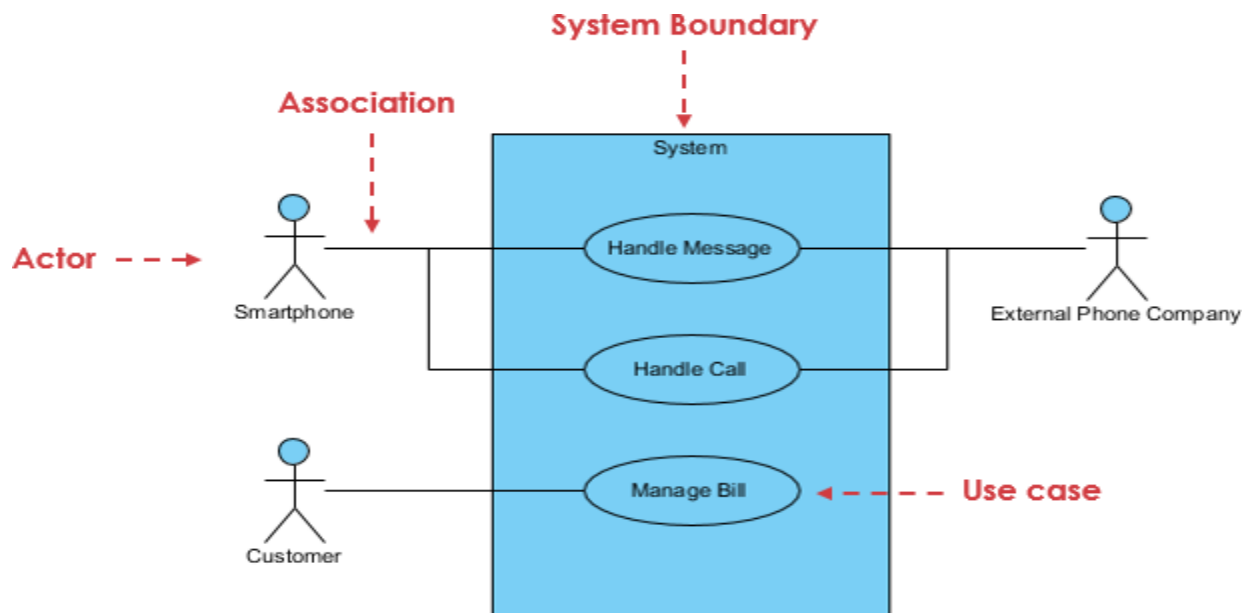 System Boundary
Association
System
Handle Message
Actor
Smartphone
External Phone Company
Handle Call
Manage Bill
Use case
Customer